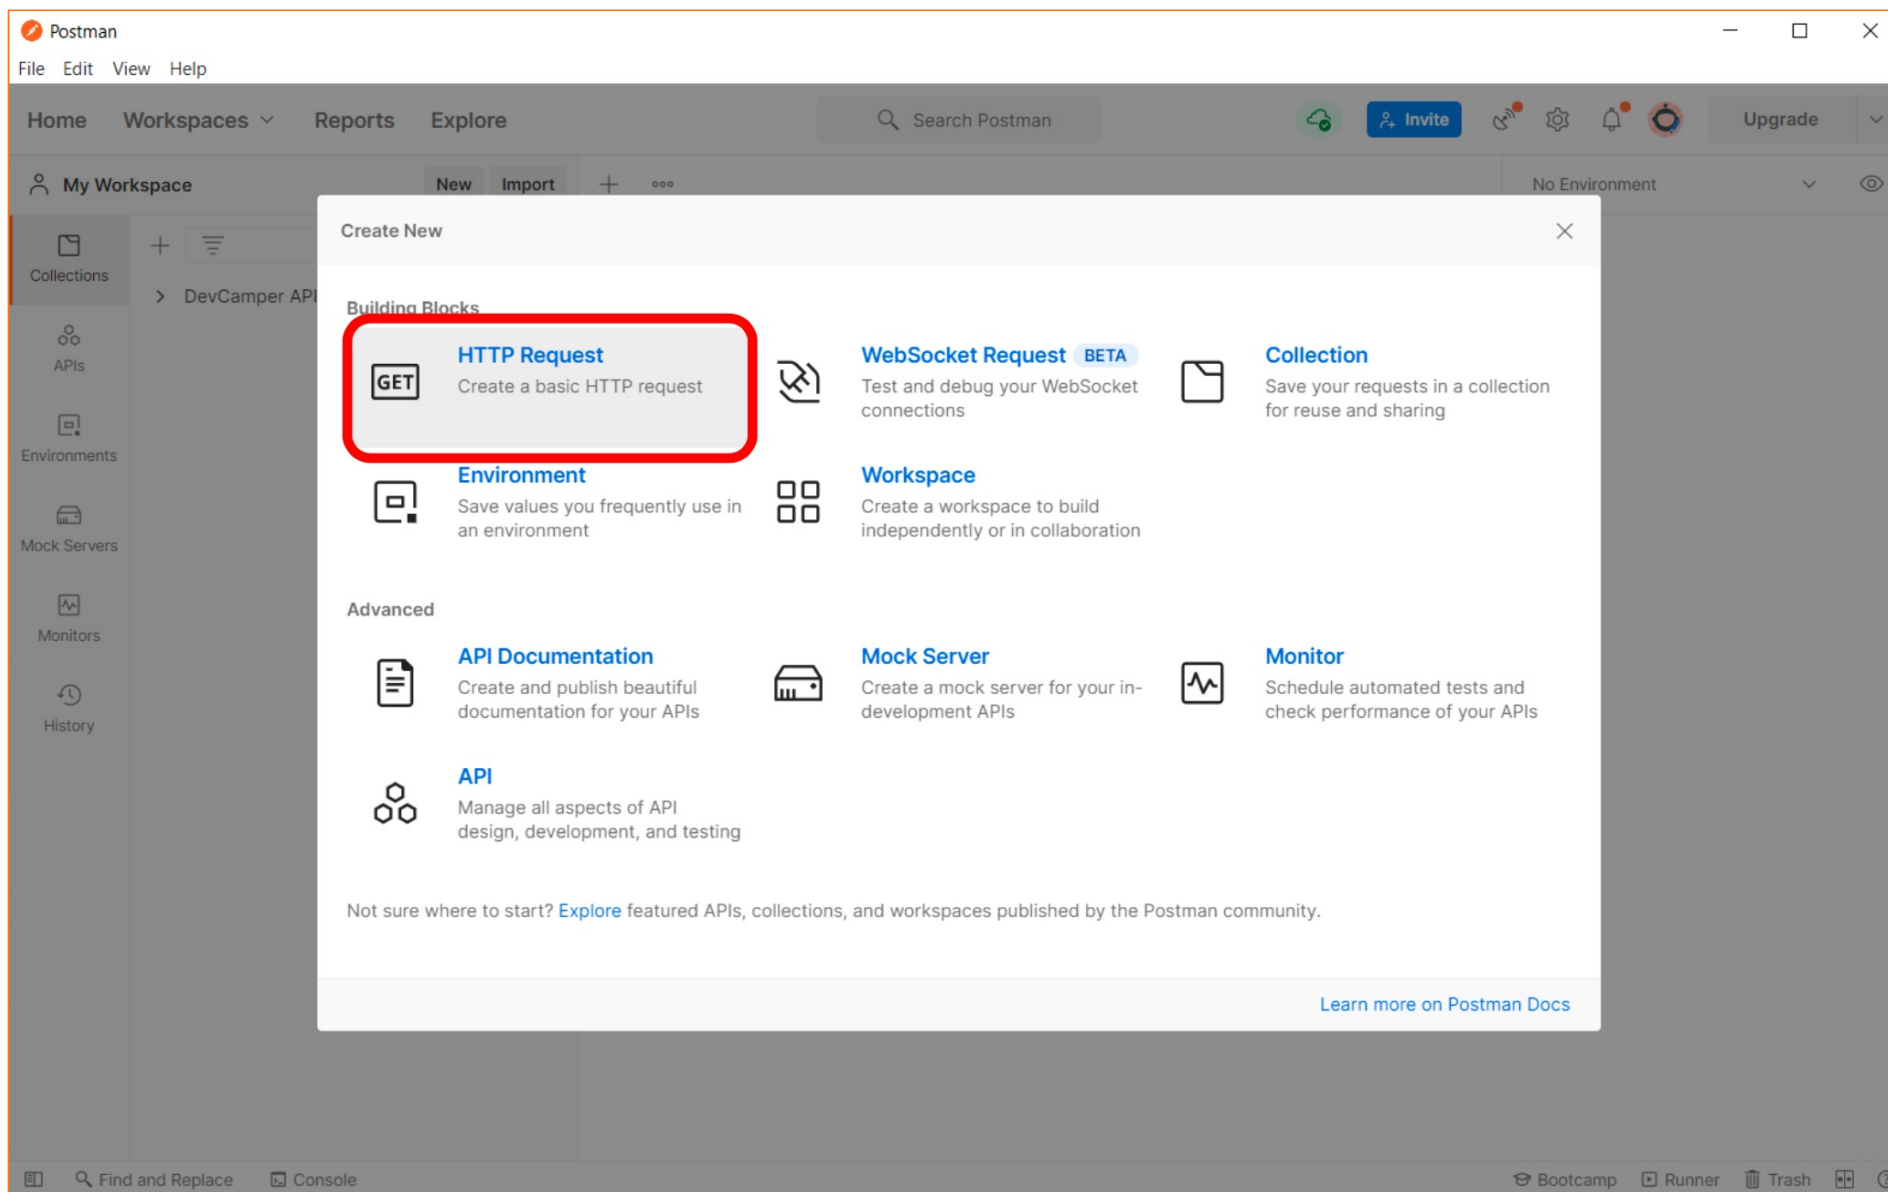 Postman
File Edit View Help
Home Workspaces Reports Explore Search Postman Invite Upgrade
My Workspace New Import No Environment
Create New
Collections
DevCamper API
Building Blocks
GET
HTTP Request
Create a basic HTTP request
WebSocket Request BETA
Test and debug your WebSocket
connections
Collection
Save your requests in a collection
for reuse and sharing
APIs
Environments
Environment
Save values you frequently use in
an environment
Workspace
Create a workspace to build
independently or in collaboration
Mock Servers
Advanced
Monitors
API Documentation
Create and publish beautiful
documentation for your APIs
Mock Server
Create a mock server for your in-
development APIs
Monitor
Schedule automated tests and
check performance of your APIs
History
API
Manage all aspects of API
design, development, and testing
Not sure where to start? Explore featured APIs, collections, and workspaces published by the Postman community.
Learn more on Postman Docs
Find and Replace Console Bootcamp Runner Trash